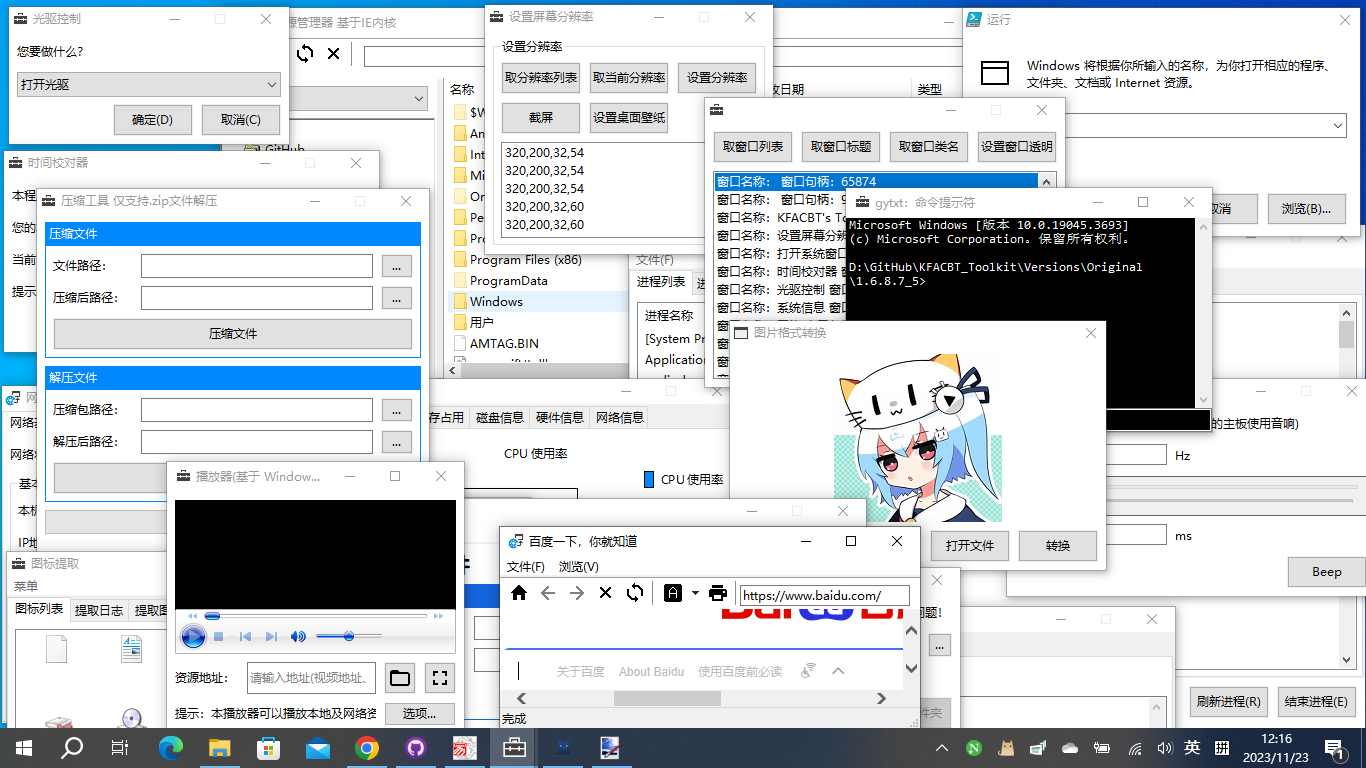 光驱控制
您要做什么?
打开光驱
确定(D)
取消(C)
源管理器 基于IE内核
名称
改日期
类型
GitHub
Program Files (x86)
ProgramData
Windows
用户
AMTAG.BIN
设置屏幕分辨率
设置分辨率
取分辨率列表
取当前分辨率
设置分辨率
截屏
设置桌面壁纸
320,200,32,54
320,200,32,54
320,200,32,54
320,200,32,60
320,200,32,60
运行
Windows 将根据你所输入的名称，为你打开相应的程序、
文件夹、文档或 Internet 资源。
取消
浏览(B)...
取窗口列表
取窗口标题
取窗口类名
设置窗口透明
窗口名称： 窗口句柄：65874
窗口名称： 窗口句柄：9
窗口名称：KFACBT's To
窗口名称：设置屏幕分辨
窗口名称：打开系统窗口
窗口名称：时间校对器 窗
窗口名称：光驱控制 窗口
窗口名称：系统信息 窗口
gytxt：命令提示符
Microsoft Windows [版本 10.0.19045.3693]
(c) Microsoft Corporation。保留所有权利。
D:\GitHub\KFACBT_Toolkit\Versions\Original
\1.6.8.7_5>
时间校对器
本程
您的
当前
提示
压缩工具 仅支持.zip文件解压
压缩文件
文件路径：
...
压缩后路径：
...
压缩文件
解压文件
压缩包路径：
...
解压后路径：
...
文件(F)
进程列表
进程名称
[System Pr
Application
图片格式转换
打开文件
转换
存占用
磁盘信息
硬件信息
网络信息
CPU 使用率
CPU 使用率
的主板使用音响)
Hz
ms
Beep
基本
本机
IP地
图标提取
菜单
图标列表
提取日志
提取图
播放器(基于 Windows...
资源地址：
请输入地址(视频地址、
提示：本播放器可以播放本地及网络资
选项...
百度一下，你就知道
文件(F)
浏览(V)
https://www.baidu.com/
关于百度
About Baidu
使用百度前必读
完成
问题!
...
件夹
刷新进程(R)
结束进程(E)
英
拼
12:16
2023/11/23
1